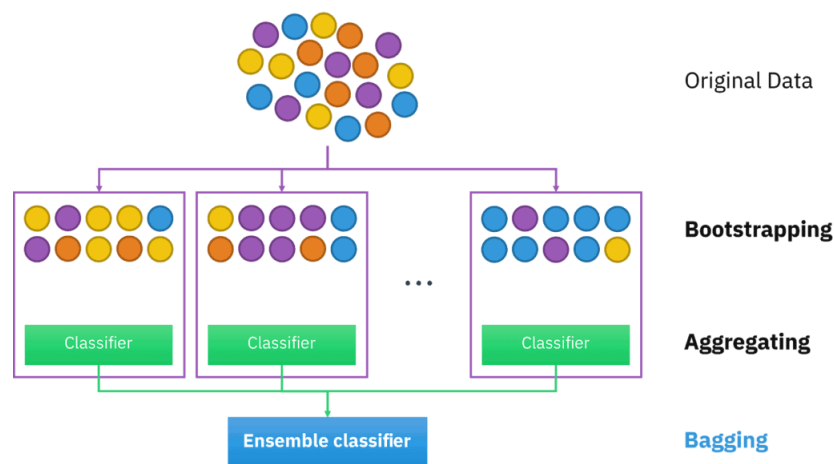 Original Data
Bootstrapping
...
Classifier
Classifier
Classifier
Aggregating
Ensemble classifier
Bagging